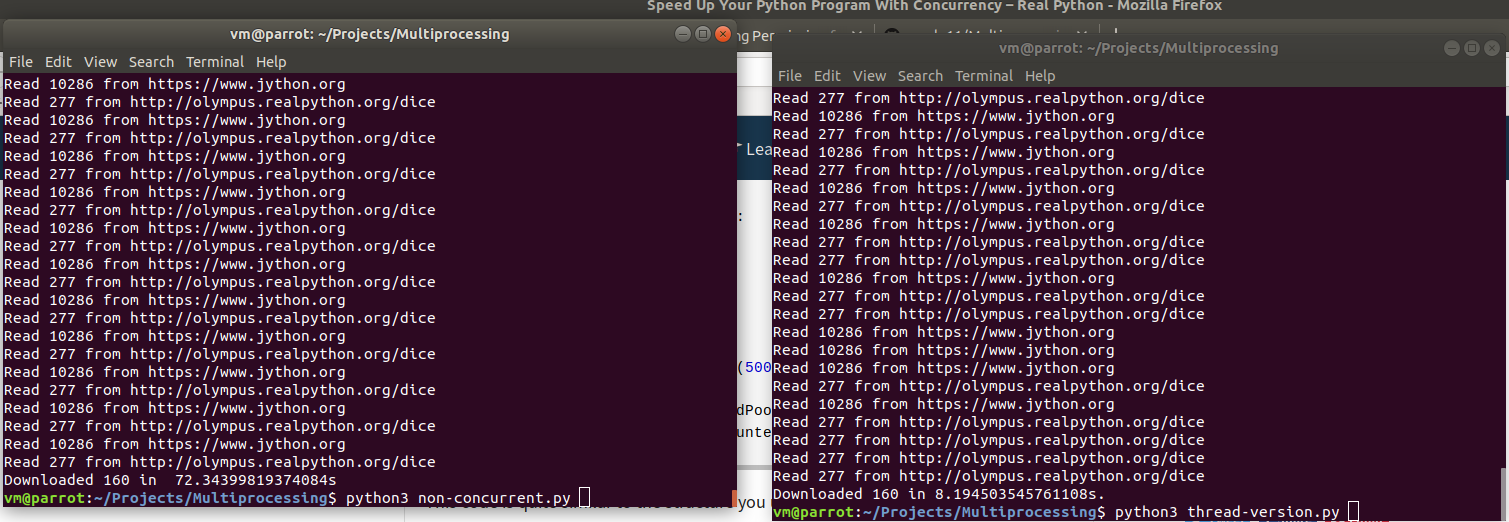 Speed Up Your Python Program With Concurrency – Real Python - Mozilla Firefox
vm@parrot: ~/Projects/Multiprocessing
File Edit View Search Terminal Help
Read 10286 from https://www.jython.org
Read 277 from http://olympus.realpython.org/dice
Read 10286 from https://www.jython.org
Read 277 from http://olympus.realpython.org/dice
Read 10286 from https://www.jython.org
Read 277 from http://olympus.realpython.org/dice
Read 10286 from https://www.jython.org
Read 277 from http://olympus.realpython.org/dice
Read 10286 from https://www.jython.org
Read 277 from http://olympus.realpython.org/dice
Read 10286 from https://www.jython.org
Read 277 from http://olympus.realpython.org/dice
Read 10286 from https://www.jython.org
Read 277 from http://olympus.realpython.org/dice
Read 10286 from https://www.jython.org
Read 277 from http://olympus.realpython.org/dice
Read 10286 from https://www.jython.org
Read 277 from http://olympus.realpython.org/dice
Read 10286 from https://www.jython.org
Read 277 from http://olympus.realpython.org/dice
Read 10286 from https://www.jython.org
Read 277 from http://olympus.realpython.org/dice
Downloaded 160 in  72.34399819374084s
vm@parrot:~/Projects/Multiprocessing$ python3 non-concurrent.py
Lea
:
(500
dPoo
unte
you
vm@parrot: ~/Projects/Multiprocessing
File Edit View Search Terminal Help
Read 277 from http://olympus.realpython.org/dice
Read 10286 from https://www.jython.org
Read 277 from http://olympus.realpython.org/dice
Read 10286 from https://www.jython.org
Read 277 from http://olympus.realpython.org/dice
Read 10286 from https://www.jython.org
Read 277 from http://olympus.realpython.org/dice
Read 10286 from https://www.jython.org
Read 277 from http://olympus.realpython.org/dice
Read 277 from http://olympus.realpython.org/dice
Read 10286 from https://www.jython.org
Read 277 from http://olympus.realpython.org/dice
Read 277 from http://olympus.realpython.org/dice
Read 10286 from https://www.jython.org
Read 10286 from https://www.jython.org
Read 10286 from https://www.jython.org
Read 277 from http://olympus.realpython.org/dice
Read 10286 from https://www.jython.org
Read 277 from http://olympus.realpython.org/dice
Read 277 from http://olympus.realpython.org/dice
Read 277 from http://olympus.realpython.org/dice
Read 277 from http://olympus.realpython.org/dice
Downloaded 160 in 8.194503545761108s.
vm@parrot:~/Projects/Multiprocessing$ python3 thread-version.py